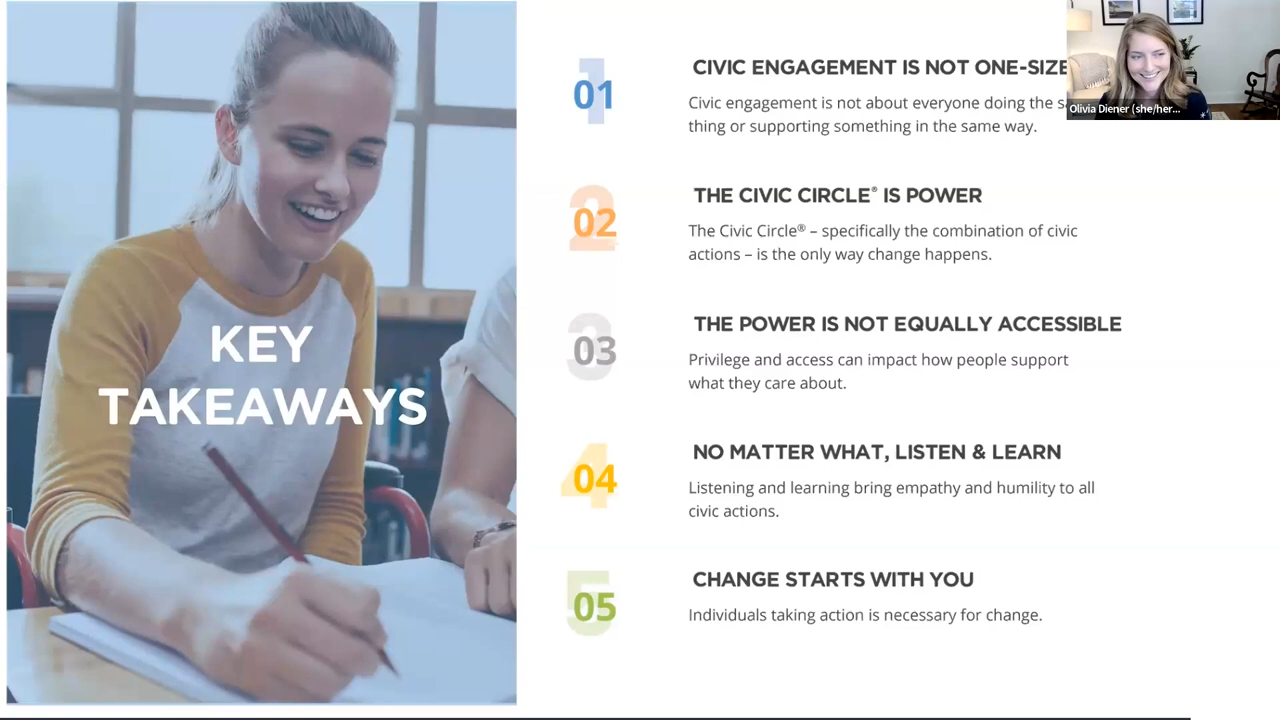 KEY
TAKEAWAYS
01
CIVIC ENGAGEMENT IS NOT ONE-SIZE
Civic engagement is not about everyone doing the
thing or supporting something in the same way.
02
THE CIVIC CIRCLE® IS POWER
The Civic Circle® – specifically the combination of civic
actions – is the only way change happens.
03
THE POWER IS NOT EQUALLY ACCESSIBLE
Privilege and access can impact how people support
what they care about.
04
NO MATTER WHAT, LISTEN & LEARN
Listening and learning bring empathy and humility to all
civic actions.
05
CHANGE STARTS WITH YOU
Individuals taking action is necessary for change.
Olivia Diener (she/her...